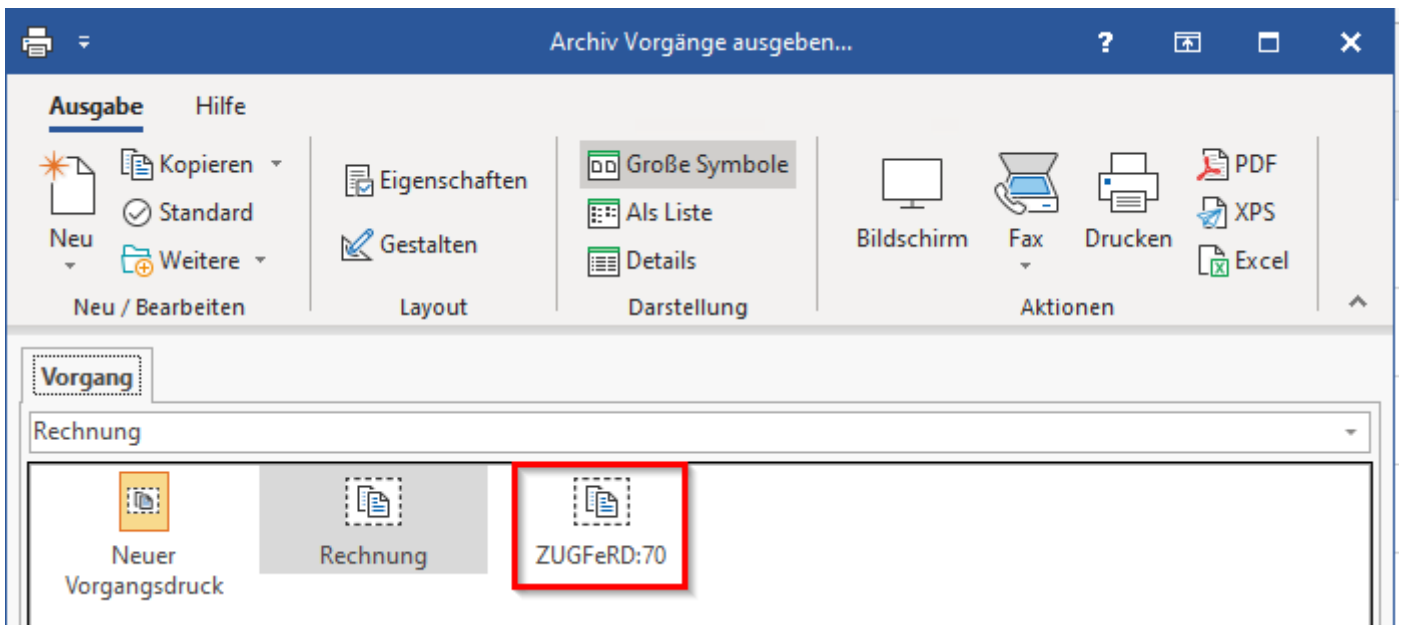 Archiv Vorgänge ausgeben... ?
Ausgabe Hilfe
Neu
Kopieren
Standard
Weitere
Neu / Bearbeiten
Eigenschaften
Gestalten
Layout
Große Symbole
Als Liste
Details
Darstellung
Bildschirm
Fax
Drucken
PDF
XPS
Excel
Aktionen
Vorgang
Rechnung
Neuer
Vorgangsdruck
Rechnung
ZUGFeRD:70